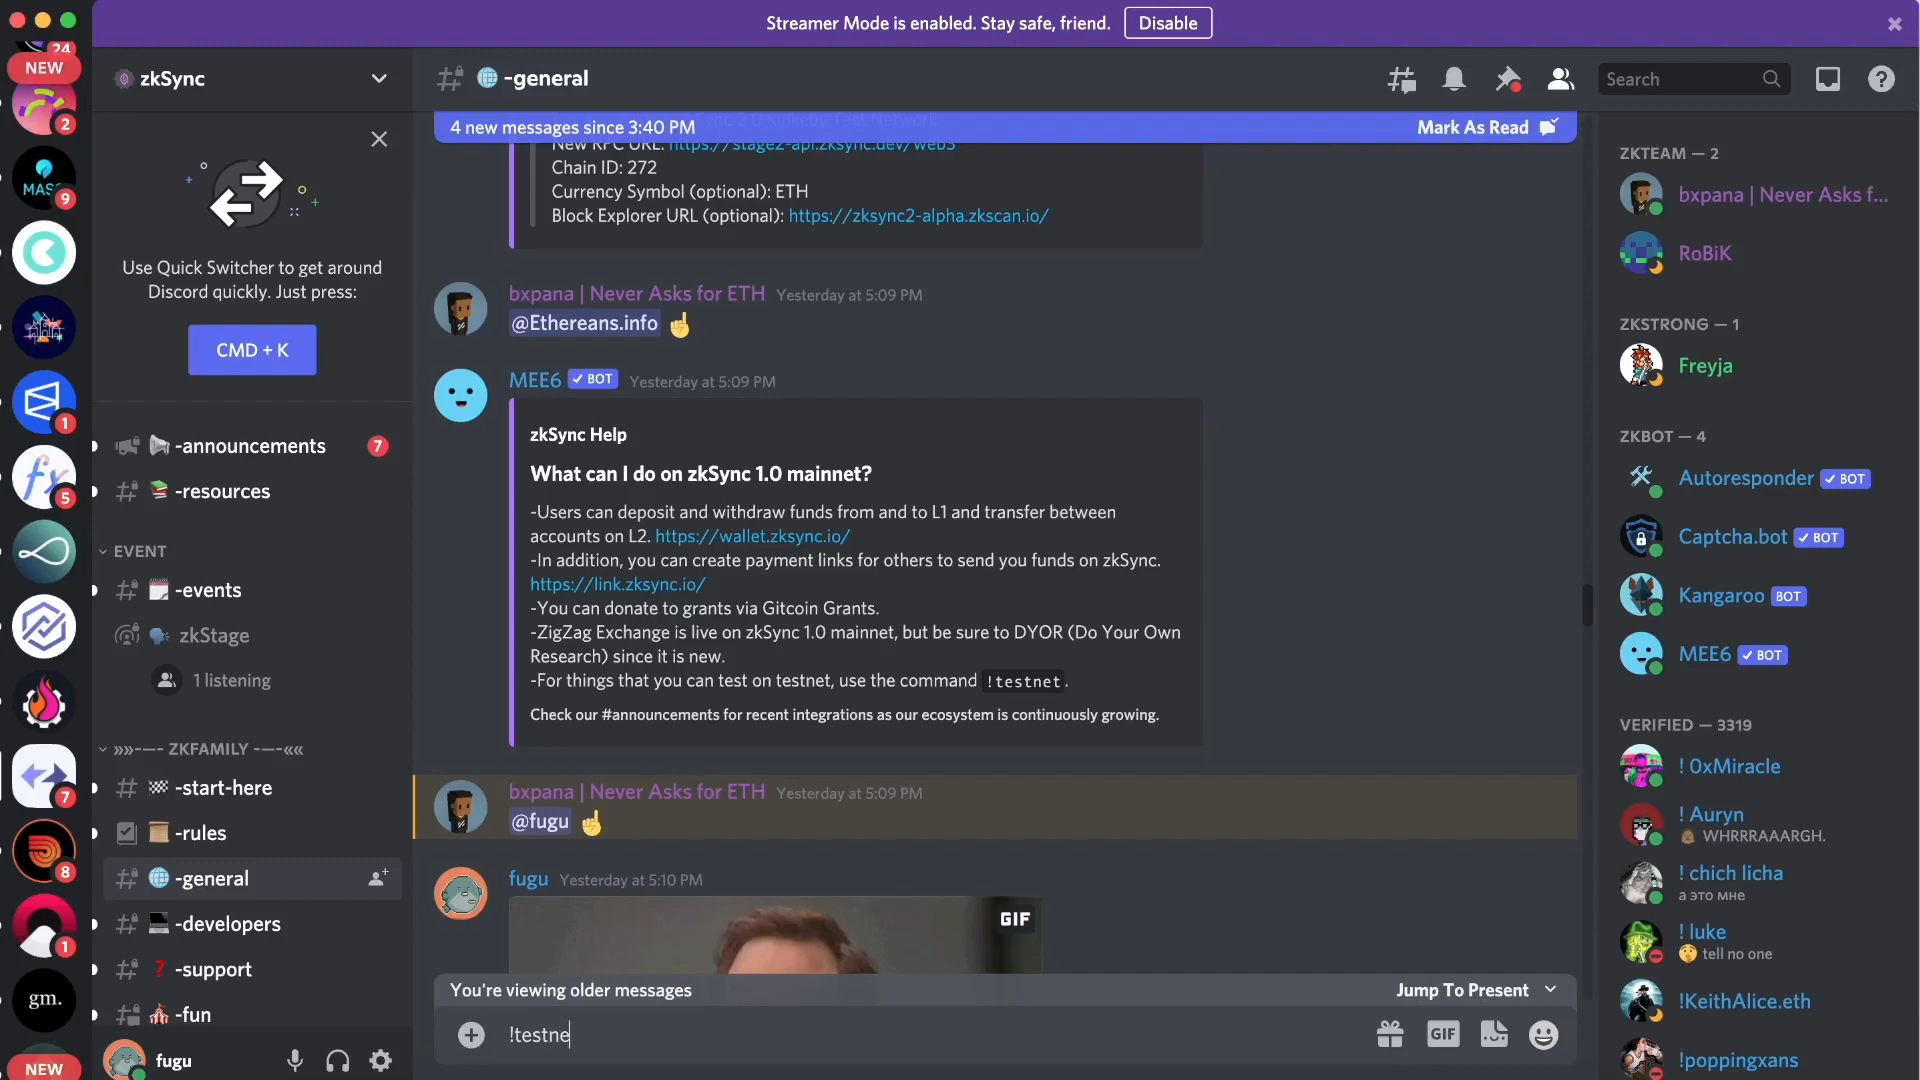 Streamer Mode is enabled. Stay safe, friend.
Disable
24
NEW
2
MASK
9
1
5
7
8
1
gm.
NEW
zkSync
Use Quick Switcher to get around
Discord quickly. Just press:
CMD + K
-announcements
7
-resources
EVENT
-events
zkStage
1 listening
»»-—- ZKFAMILY -—-««
-start-here
-rules
-general
-developers
-support
-fun
fugu
-general
Search
4 new messages since 3:40 PM
Mark As Read
New RPC URL: https://stage2-api.zksync.dev/web3
Chain ID: 272
Currency Symbol (optional): ETH
Block Explorer URL (optional): https://zksync2-alpha.zkscan.io/
bxpana | Never Asks for ETH Yesterday at 5:09 PM
@Ethereans.info ☝
MEE6 ✓ BOT Yesterday at 5:09 PM
zkSync Help
What can I do on zkSync 1.0 mainnet?
-Users can deposit and withdraw funds from and to L1 and transfer between
accounts on L2. https://wallet.zksync.io/
-In addition, you can create payment links for others to send you funds on zkSync.
https://link.zksync.io/
-You can donate to grants via Gitcoin Grants.
-ZigZag Exchange is live on zkSync 1.0 mainnet, but be sure to DYOR (Do Your Own
Research) since it is new.
-For things that you can test on testnet, use the command !testnet.
Check our #announcements for recent integrations as our ecosystem is continuously growing.
bxpana | Never Asks for ETH Yesterday at 5:09 PM
@fugu ☝
fugu Yesterday at 5:10 PM
GIF
You're viewing older messages
Jump To Present
!testne
GIF
ZKTEAM — 2
bxpana | Never Asks f...
RoBiK
ZKSTRONG — 1
Freyja
ZKBOT — 4
Autoresponder ✓ BOT
Captcha.bot ✓ BOT
Kangaroo BOT
MEE6 ✓ BOT
VERIFIED — 3319
! 0xMiracle
! Auryn
WHRRRAAARGH.
! chich licha
а это мне
! luke
tell no one
!KeithAlice.eth
!poppingxans